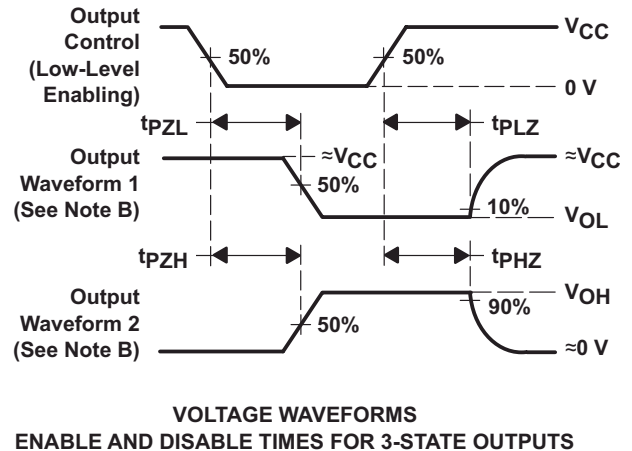 Output
Control
(Low-Level
Enabling)
50%
50%
VCC
0 V
tPZL
tPLZ
Output
Waveform 1
(See Note B)
≈VCC
50%
≈VCC
10%
VOL
tPZH
tPHZ
Output
Waveform 2
(See Note B)
50%
VOH
90%
≈0 V
VOLTAGE WAVEFORMS
ENABLE AND DISABLE TIMES FOR 3-STATE OUTPUTS